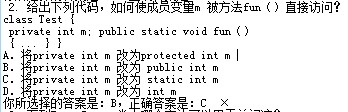 2. 给出下列代码，如何使成员变量m 被方法fun()直接访问?
class Test {
private int m; public static void fun()
{ ... } }
A. 将private int m 改为protected int m
B. 将private int m 改为 public int m
C. 将private int m 改为 static int m
D. 将private int m 改为 int m
你所选择的答案是: B，正确答案是: C ×